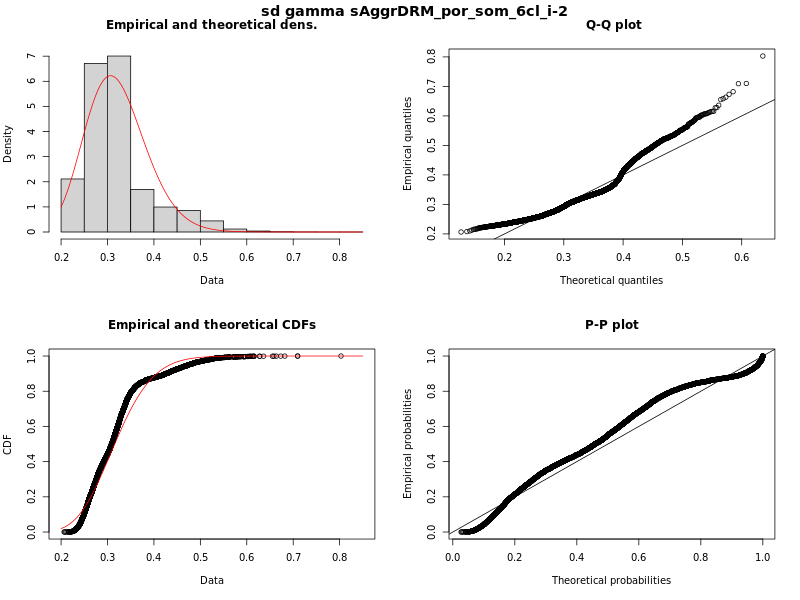 sd gamma sAggrDRM_por_som_6cl_i-2
Empirical and theoretical dens.
Density
0 1 2 3 4 5 6 7
0.2 0.3 0.4 0.5 0.6 0.7 0.8
Data
Q-Q plot
Empirical quantiles
0.2 0.3 0.4 0.5 0.6 0.7 0.8
0.2 0.3 0.4 0.5 0.6
Theoretical quantiles
Empirical and theoretical CDFs
CDF
0.0 0.2 0.4 0.6 0.8 1.0
0.2 0.3 0.4 0.5 0.6 0.7 0.8
Data
P-P plot
Empirical probabilities
0.0 0.2 0.4 0.6 0.8 1.0
0.0 0.2 0.4 0.6 0.8 1.0
Theoretical probabilities